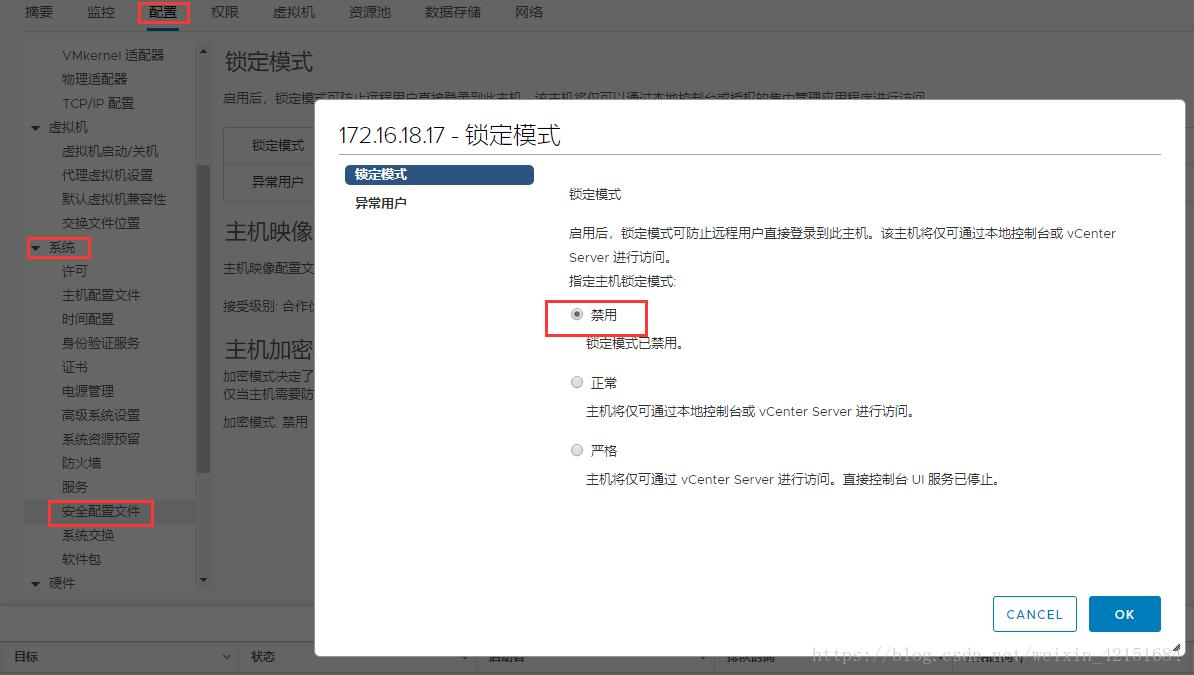 摘要 监控 配置 权限 虚拟机 资源池 数据存储 网络
VMkernel 适配器
物理适配器
TCP/IP 配置
虚拟机
虚拟机启动/关机
代理虚拟机设置
默认虚拟机兼容性
交换文件位置
系统
许可
主机配置文件
时间配置
身份验证服务
证书
电源管理
高级系统设置
系统资源预留
防火墙
服务
安全配置文件
系统交换
软件包
硬件
锁定模式
启用后，锁定模式可防止远程用户直接登录到此主机。该主机将仅可以通过本地控制台或授权的集中管理应用程序进行访问
锁定模式
异常用户
主机映像
主机映像配置文
接受级别: 合作
主机加密
加密模式决定了
仅当主机需要防
加密模式: 禁用
172.16.18.17 - 锁定模式
锁定模式
异常用户
锁定模式
启用后，锁定模式可防止远程用户直接登录到此主机。该主机将仅可通过本地控制台或 vCenter
Server 进行访问。
指定主机锁定模式:
禁用
锁定模式已禁用。
正常
主机将仅可通过本地控制台或 vCenter Server 进行访问。
严格
主机将仅可通过 vCenter Server 进行访问。直接控制台 UI 服务已停止。
CANCEL OK
目标 状态 启动者 排队时间
https://blog.csdn.net/weixin_42151684